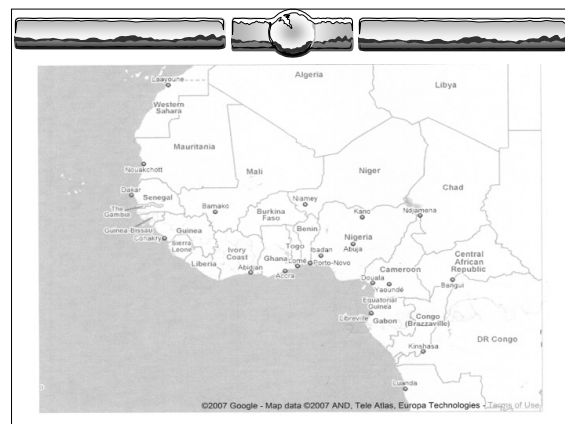 Laayoune
Algeria
Libya
Western
Sahara
Mauritania
Mali
Niger
Chad
Nouakchott
Dakar
Senegal
The
Gambia
Guinea-Bissau
Bamako
Burkina
Faso
Niamey
Kano
Ndjamena
Guinea
Conakry
Sierra
Leone
Liberia
Ivory
Coast
Abidjan
Ghana
Accra
Togo
Lomé
Benin
Ibadan
Porto-Novo
Nigeria
Abuja
Cameroon
Douala
Yaoundé
Central
African
Republic
Bangui
Equatorial
Guinea
Libreville
Gabon
Congo
(Brazzaville)
DR Congo
Kinshasa
Luanda
©2007 Google - Map data ©2007 AND, Tele Atlas, Europa Technologies - Terms of Use